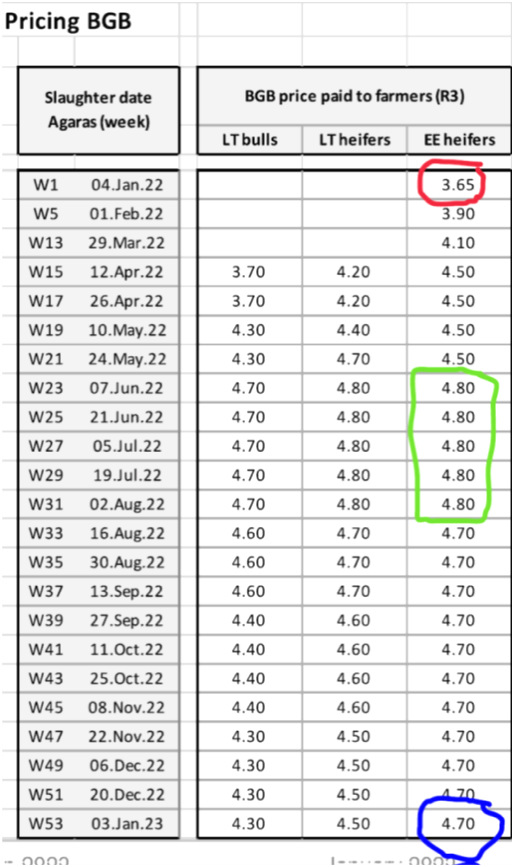 Pricing BGB
Slaughter date Agaras (week) BGB price paid to farmers (R3)
LT bulls LT heifers EE heifers
W1 04.Jan.22 3.65
W5 01.Feb.22 3.90
W13 29.Mar.22 4.10
W15 12.Apr.22 3.70 4.20 4.50
W17 26.Apr.22 3.70 4.20 4.50
W19 10.May.22 4.30 4.40 4.50
W21 24.May.22 4.30 4.70 4.50
W23 07.Jun.22 4.70 4.80 4.80
W25 21.Jun.22 4.70 4.80 4.80
W27 05.Jul.22 4.70 4.80 4.80
W29 19.Jul.22 4.70 4.80 4.80
W31 02.Aug.22 4.70 4.80 4.80
W33 16.Aug.22 4.60 4.70 4.70
W35 30.Aug.22 4.60 4.70 4.70
W37 13.Sep.22 4.60 4.70 4.70
W39 27.Sep.22 4.40 4.60 4.70
W41 11.Oct.22 4.40 4.60 4.70
W43 25.Oct.22 4.40 4.60 4.70
W45 08.Nov.22 4.40 4.60 4.70
W47 22.Nov.22 4.30 4.50 4.70
W49 06.Dec.22 4.30 4.50 4.70
W51 20.Dec.22 4.30 4.50 4.70
W53 03.Jan.23 4.30 4.50 4.70